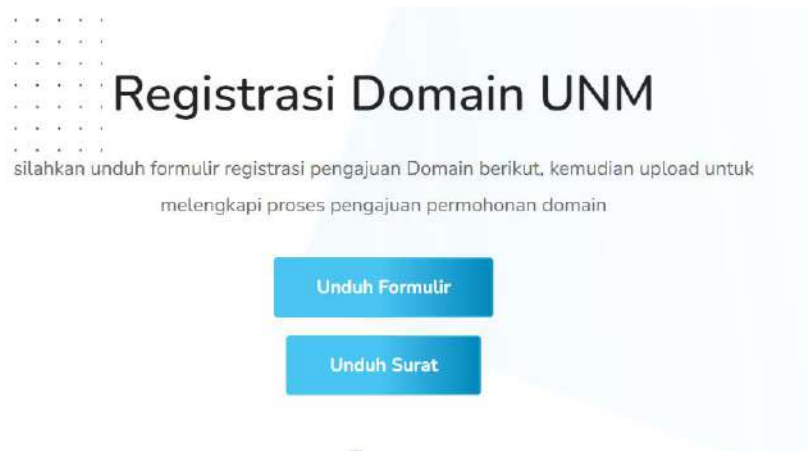 Registrasi Domain UNM
silahkan unduh formulir registrasi pengajuan Domain berikut, kemudian upload untuk
melengkapi proses pengajuan permohonan domain
Unduh Formulir
Unduh Surat